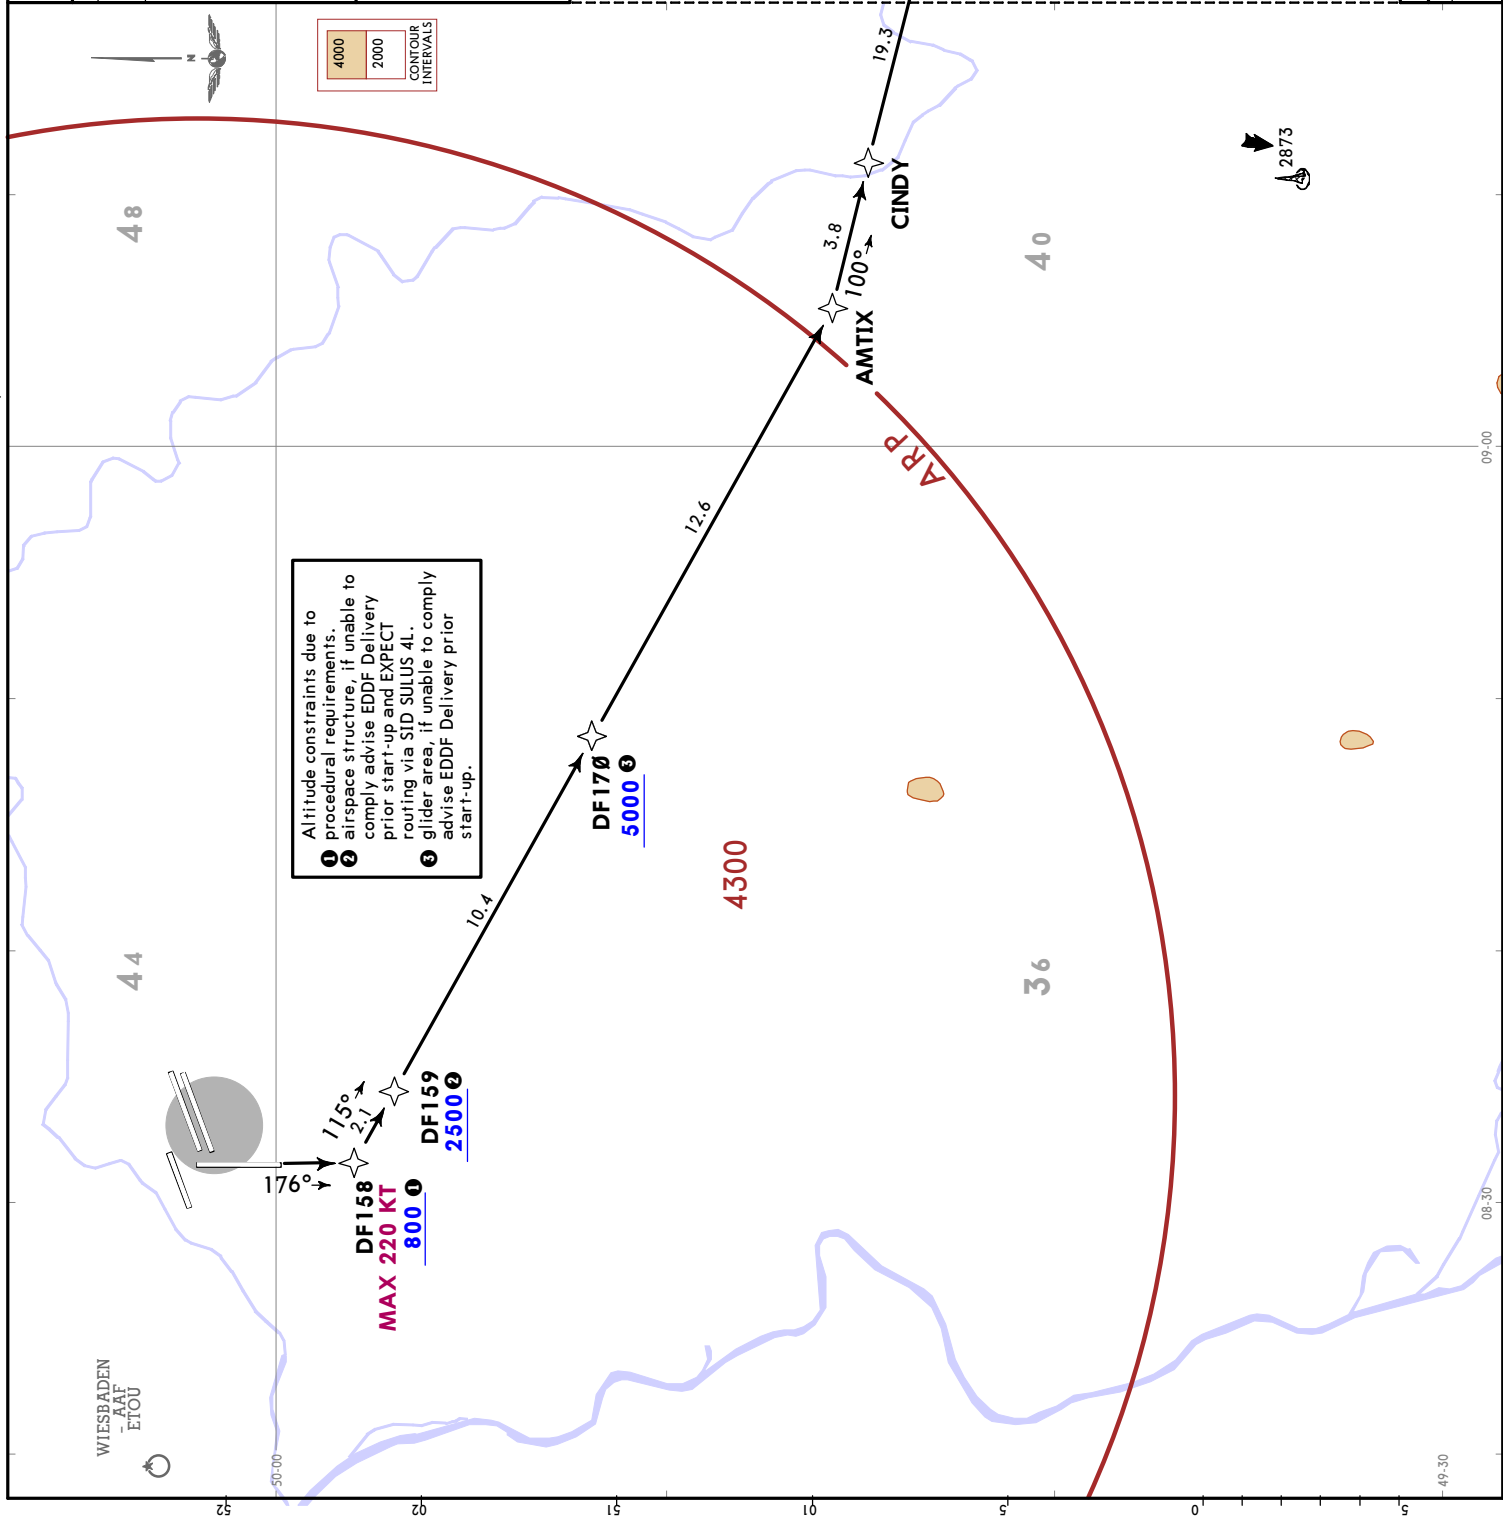 N
4000
2000
CONTOUR
INTERVALS
48
19.3
CINDY
3.8
100°
AMTIX
2873
40
ARP
09-00
12.6
Altitude constraints due to
❶ procedural requirements.
❷ airspace structure, if unable to
comply advise EDDF Delivery
prior start-up and EXPECT
routing via SID SULUS 4L.
❸ glider area, if unable to comply
advise EDDF Delivery prior
start-up.
DF170 ❸
5000
4300
10.4
44
36
115°
2.1
DF159
2500 ❷
176°
DF158
MAX 220 KT
800 ❶
08-30
WIESBADEN
- AAF
ETOU
50-00
49-30
25
20
15
10
5
0
5